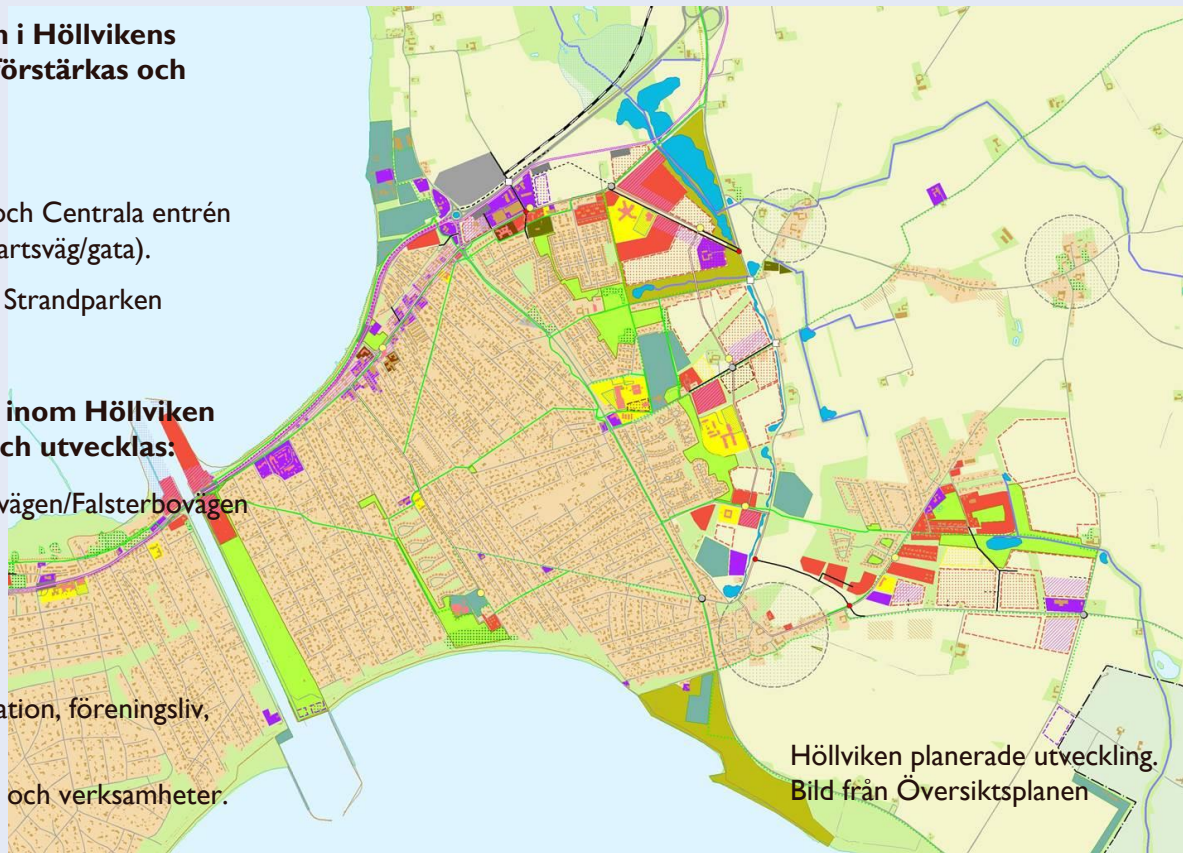 i Höllvikens
förstärkas och
och Centrala entrén
artsväg/gata).
Strandparken
inom Höllviken
ch utvecklas:
vägen/Falsterbovägen
ation, föreningsliv,
och verksamheter.
Höllviken planerade utveckling.
Bild från Översiktsplanen